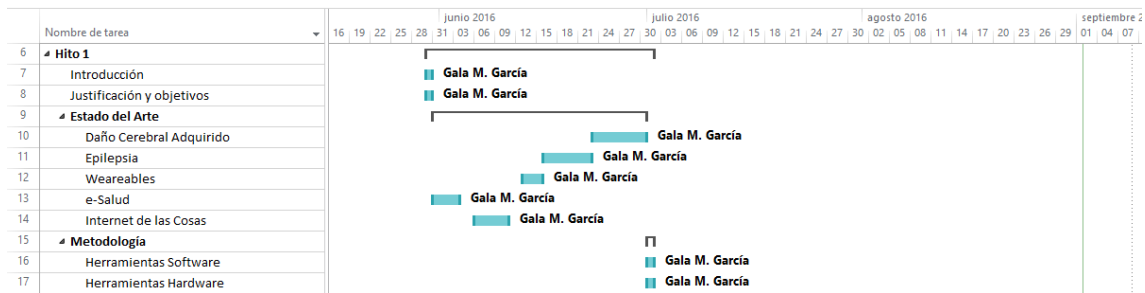 junio 2016 julio 2016 agosto 2016 septiembre 2
Nombre de tarea 16 19 22 25 28 31 03 06 09 12 15 18 21 24 27 30 03 06 09 12 15 18 21 24 27 30 02 05 08 11 14 17 20 23 26 29 01 04 07
6 Hito 1
7 Introducción Gala M. García
8 Justificación y objetivos Gala M. García
9 Estado del Arte
10 Daño Cerebral Adquirido Gala M. García
11 Epilepsia Gala M. García
12 Weareables Gala M. García
13 e-Salud Gala M. García
14 Internet de las Cosas Gala M. García
15 Metodología
16 Herramientas Software Gala M. García
17 Herramientas Hardware Gala M. García